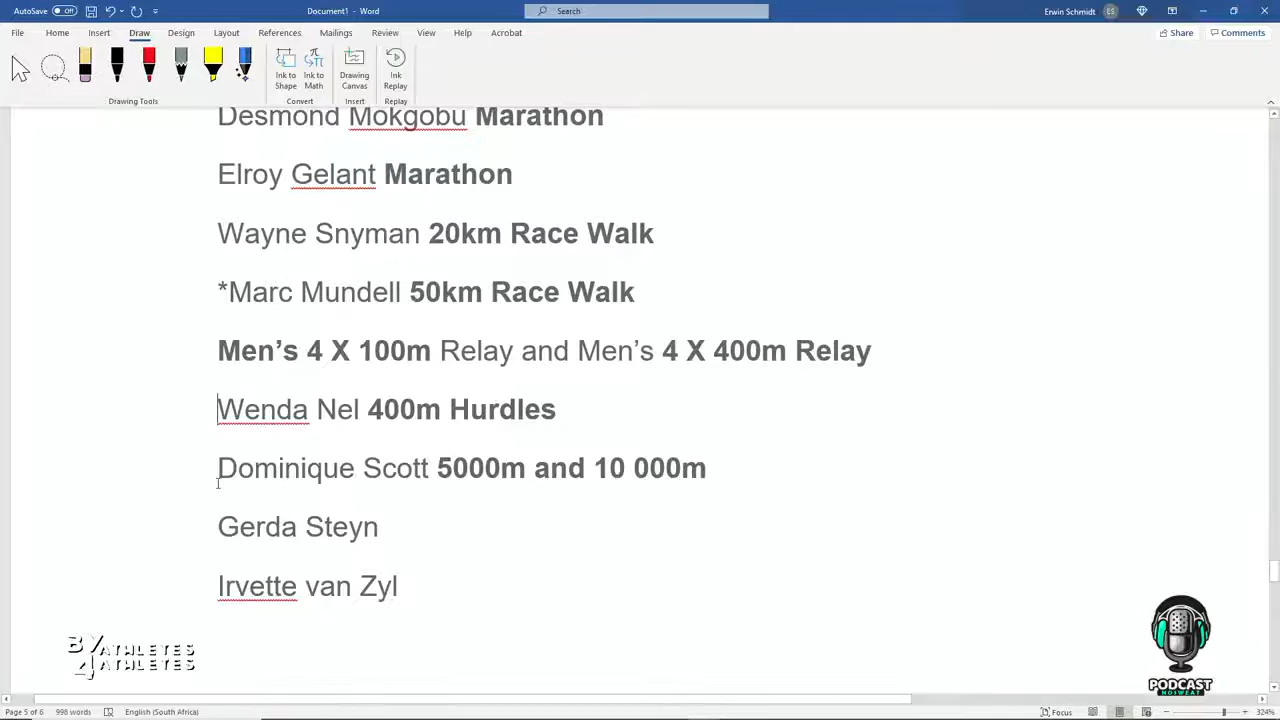 AutoSave Off Document1 - Word Search Erwin Schmidt ES
File Home Insert Draw Design Layout References Mailings Review View Help Acrobat Share Comments
Ink to Shape Ink to Math Drawing Canvas Ink Replay
Drawing Tools Convert Insert Replay
Desmond Mokgobu Marathon
Elroy Gelant Marathon
Wayne Snyman 20km Race Walk
*Marc Mundell 50km Race Walk
Men’s 4 X 100m Relay and Men’s 4 X 400m Relay
Wenda Nel 400m Hurdles
Dominique Scott 5000m and 10 000m
Gerda Steyn
Irvette van Zyl
BY ATHLETES
4 ATHLETES
PODCAST
NOSWEAT
Page 5 of 6 998 words English (South Africa) Focus 324%